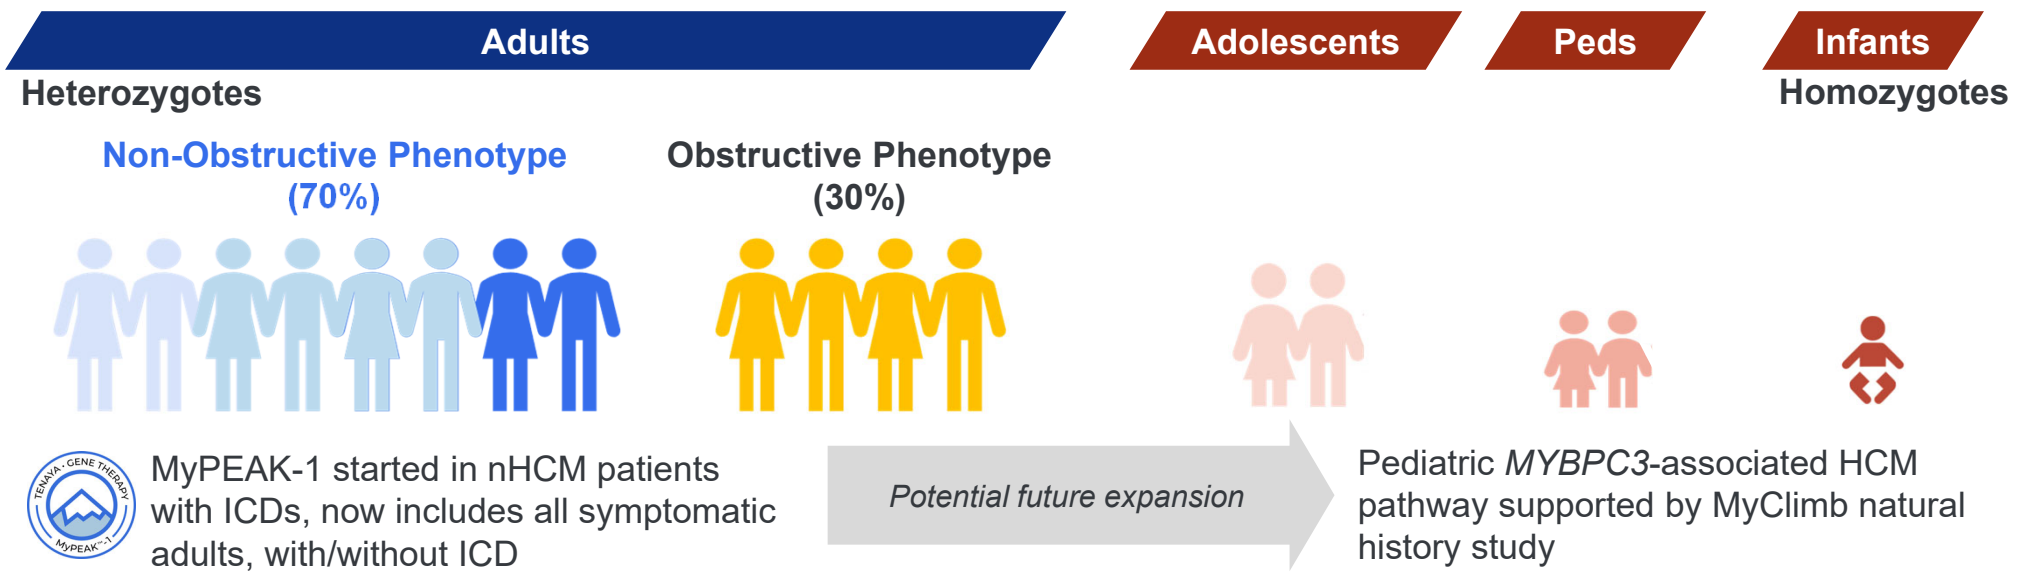 Adults
Adolescents
Peds
Infants
Heterozygotes
Homozygotes
Non-Obstructive Phenotype
(70%)
Obstructive Phenotype
(30%)
TENAYA • GENE THERAPY
MyPEAK™-1
MyPEAK-1 started in nHCM patients
with ICDs, now includes all symptomatic
adults, with/without ICD
Potential future expansion
Pediatric MYBPC3-associated HCM
pathway supported by MyClimb natural
history study